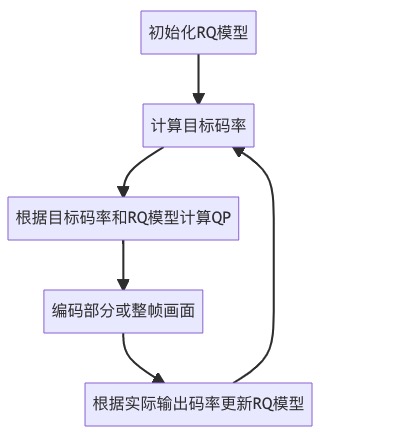 初始化RQ模型
计算目标码率
根据目标码率和RQ模型计算QP
编码部分或整帧画面
根据实际输出码率更新RQ模型